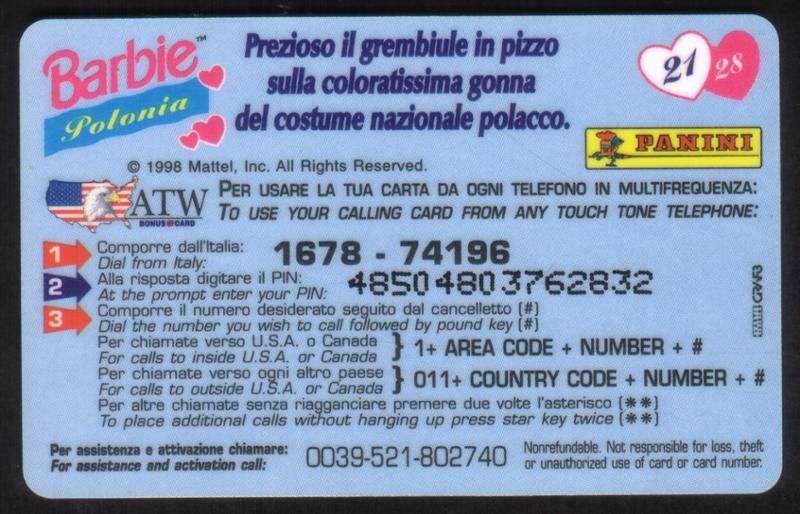 Barbie™
Polonia
Prezioso il grembiule in pizzo
sulla coloratissima gonna
del costume nazionale polacco.
21 28
PANINI
© 1998 Mattel, Inc. All Rights Reserved.
ATW
BONUS CARD
PER USARE LA TUA CARTA DA OGNI TELEFONO IN MULTIFREQUENZA:
TO USE YOUR CALLING CARD FROM ANY TOUCH TONE TELEPHONE:
1 Comporre dall'Italia: 1678 - 74196
Dial from Italy:
2 Alla risposta digitare il PIN: 48504803762832
At the prompt enter your PIN:
3 Comporre il numero desiderato seguito dal cancelletto (#)
Dial the number you wish to call followed by pound key (#)
Per chiamate verso U.S.A. o Canada } 1+ AREA CODE + NUMBER + #
For calls to inside U.S.A. or Canada
Per chiamate verso ogni altro paese } 011+ COUNTRY CODE + NUMBER + #
For calls to outside U.S.A. or Canada
Per altre chiamate senza riagganciare premere due volte l'asterisco (**)
To place additional calls without hanging up press star key twice (**)
Per assistenza e attivazione chiamare: 0039-521-802740
For assistance and activation call:
Nonrefundable. Not responsible for loss, theft
or unauthorized use of card or card number.